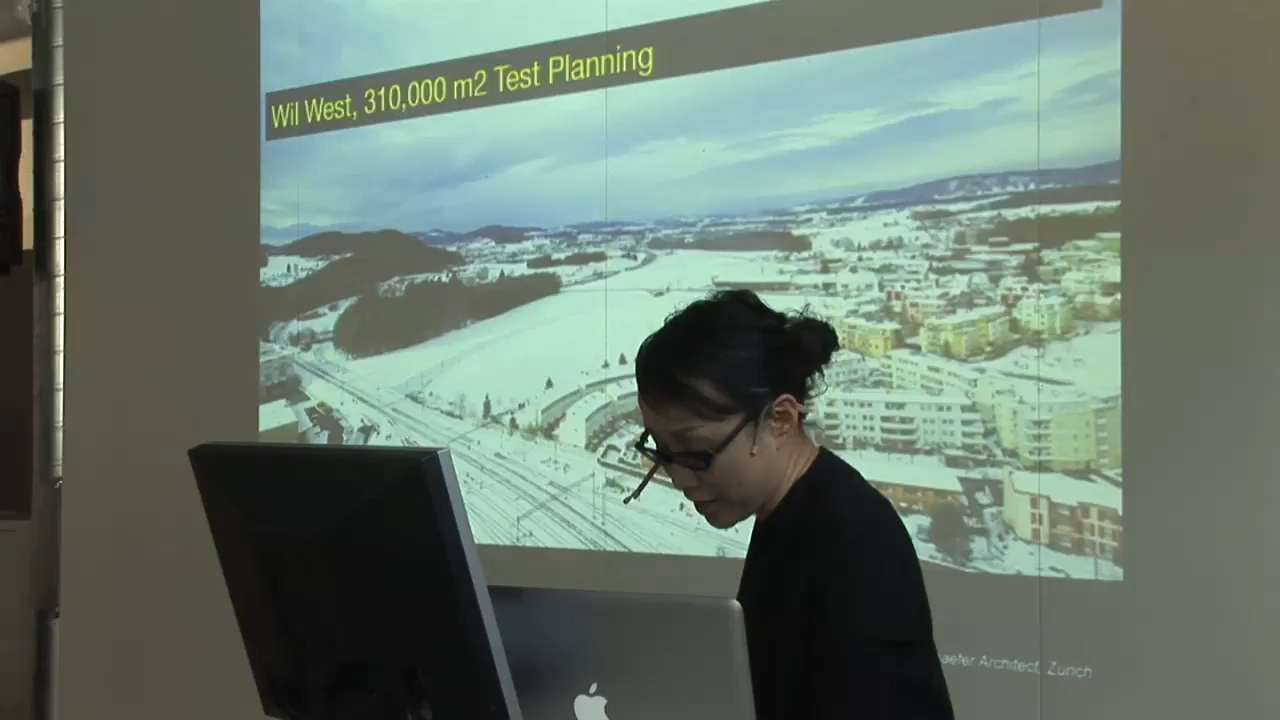 Wil West, 310,000 m2 Test Planning
Architect, Zurich